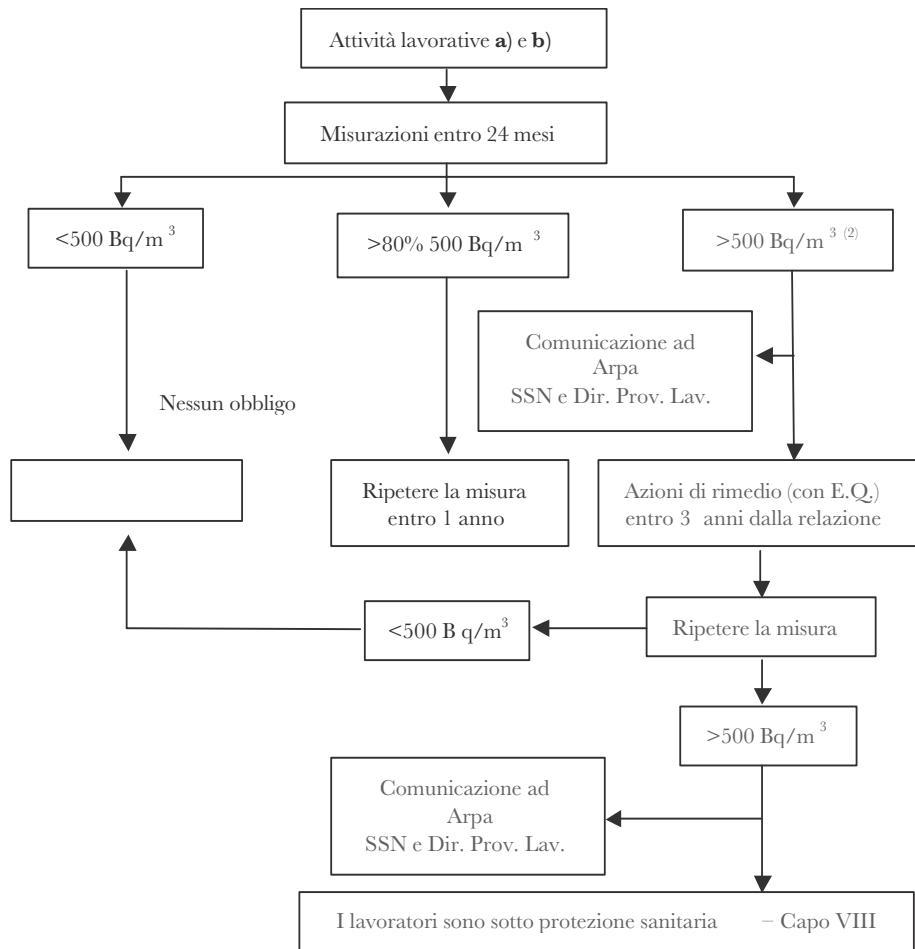 Attività lavorative a) e b)
Misurazioni entro 24 mesi
<500 Bq/m 3
>80% 500 Bq/m 3
>500 Bq/m 3 (2)
Comunicazione ad
Arpa
SSN e Dir. Prov. Lav.
Nessun obbligo
Ripetere la misura
entro 1 anno
Azioni di rimedio (con E.Q.)
entro 3 anni dalla relazione
<500 B q/m3
Ripetere la misura
>500 Bq/m 3
Comunicazione ad
Arpa
SSN e Dir. Prov. Lav.
I lavoratori sono sotto protezione sanitaria – Capo VIII